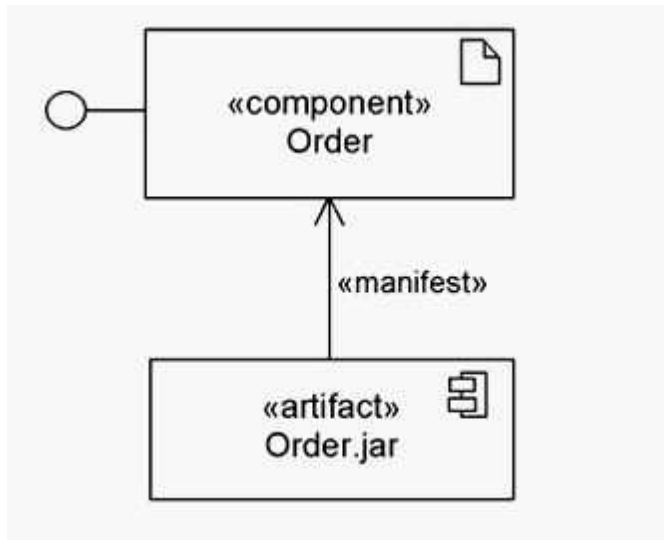 «component»
Order
«manifest»
«artifact»
Order.jar